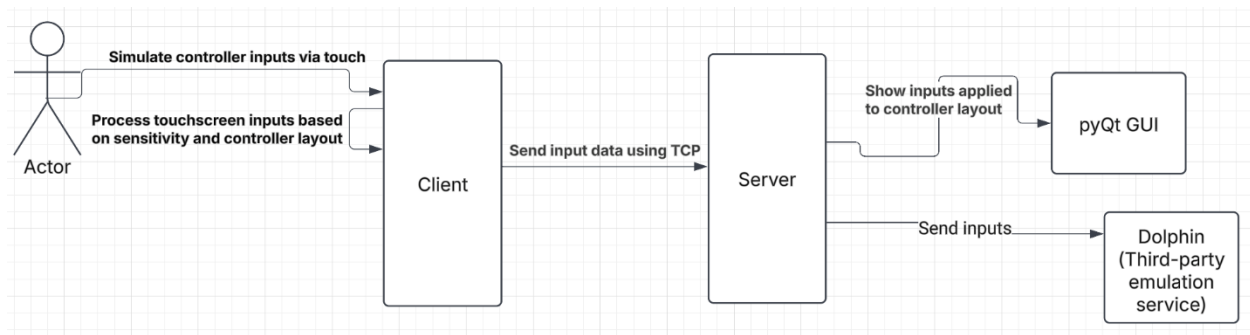 Simulate controller inputs via touch
Process touchscreen inputs based
on sensitivity and controller layout
Actor
Client
Send input data using TCP
Server
Show inputs applied
to controller layout
pyQt GUI
Send inputs
Dolphin
(Third-party
emulation
service)